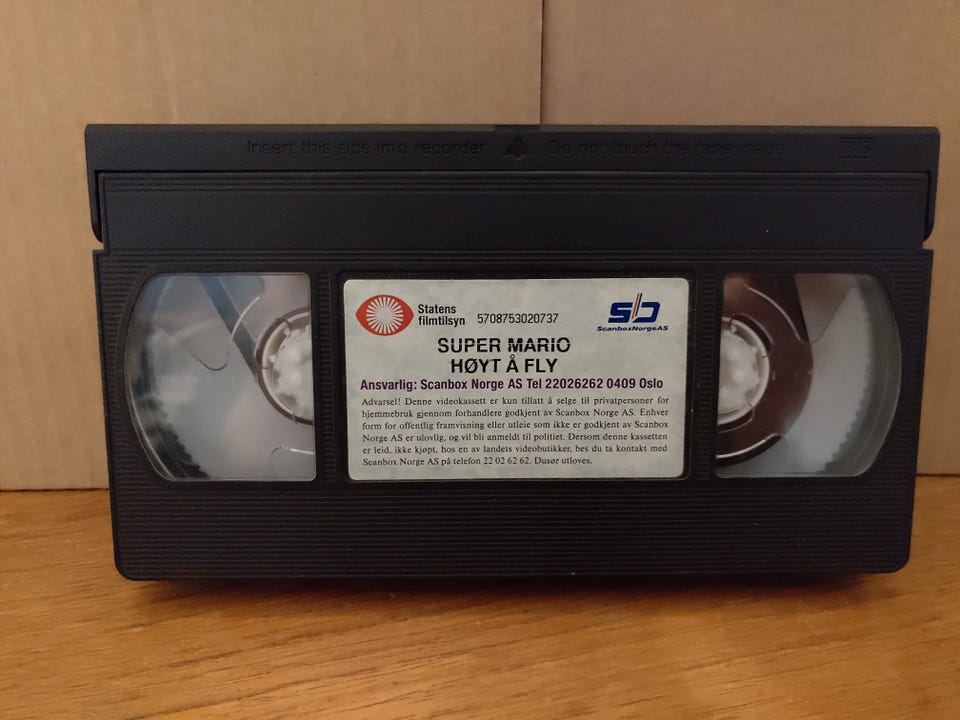 Insert this side into recorder Do not touch the tape inside VHS
Statens
filmtilsyn 5708753020737
ScanboxNorgeAS
SUPER MARIO
HØYT Å FLY
Ansvarlig: Scanbox Norge AS Tel 22026262 0409 Oslo
Advarsel! Denne videokassett er kun tillatt å selge til privatpersoner for
hjemmebruk gjennom forhandlere godkjent av Scanbox Norge AS. Enhver
form for offentlig framvisning eller utleie som ikke er godkjent av Scanbox
Norge AS er ulovlig, og vil bli anmeldt til politiet. Dersom denne kassetten
er leid, ikke kjøpt, hos en av landets videobutikker, bes du ta kontakt med
Scanbox Norge AS på telefon 22 02 62 62. Dusør utloves.